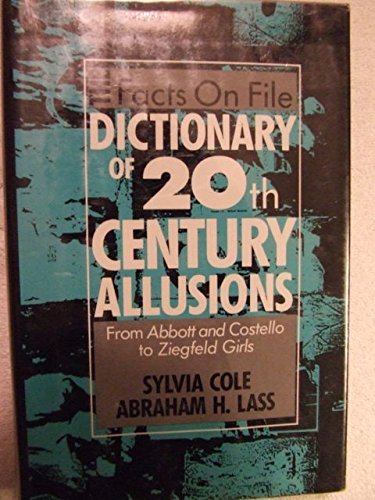 Facts On File
DICTIONARY
OF 20th
CENTURY
ALLUSIONS
From Abbott and Costello
to Ziegfeld Girls
SYLVIA COLE
ABRAHAM H. LASS